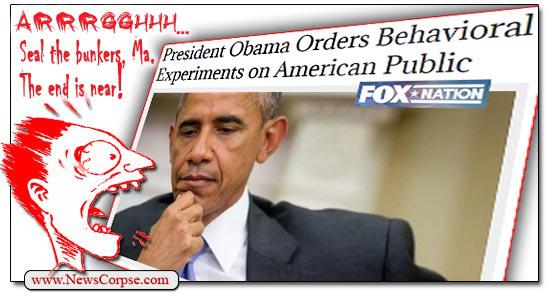 ARRRGGHHH...
Seal the bunkers, Ma.
The end is near!
President Obama Orders Behavioral
Experiments on American Public
FOX NATION
www.NewsCorpse.com